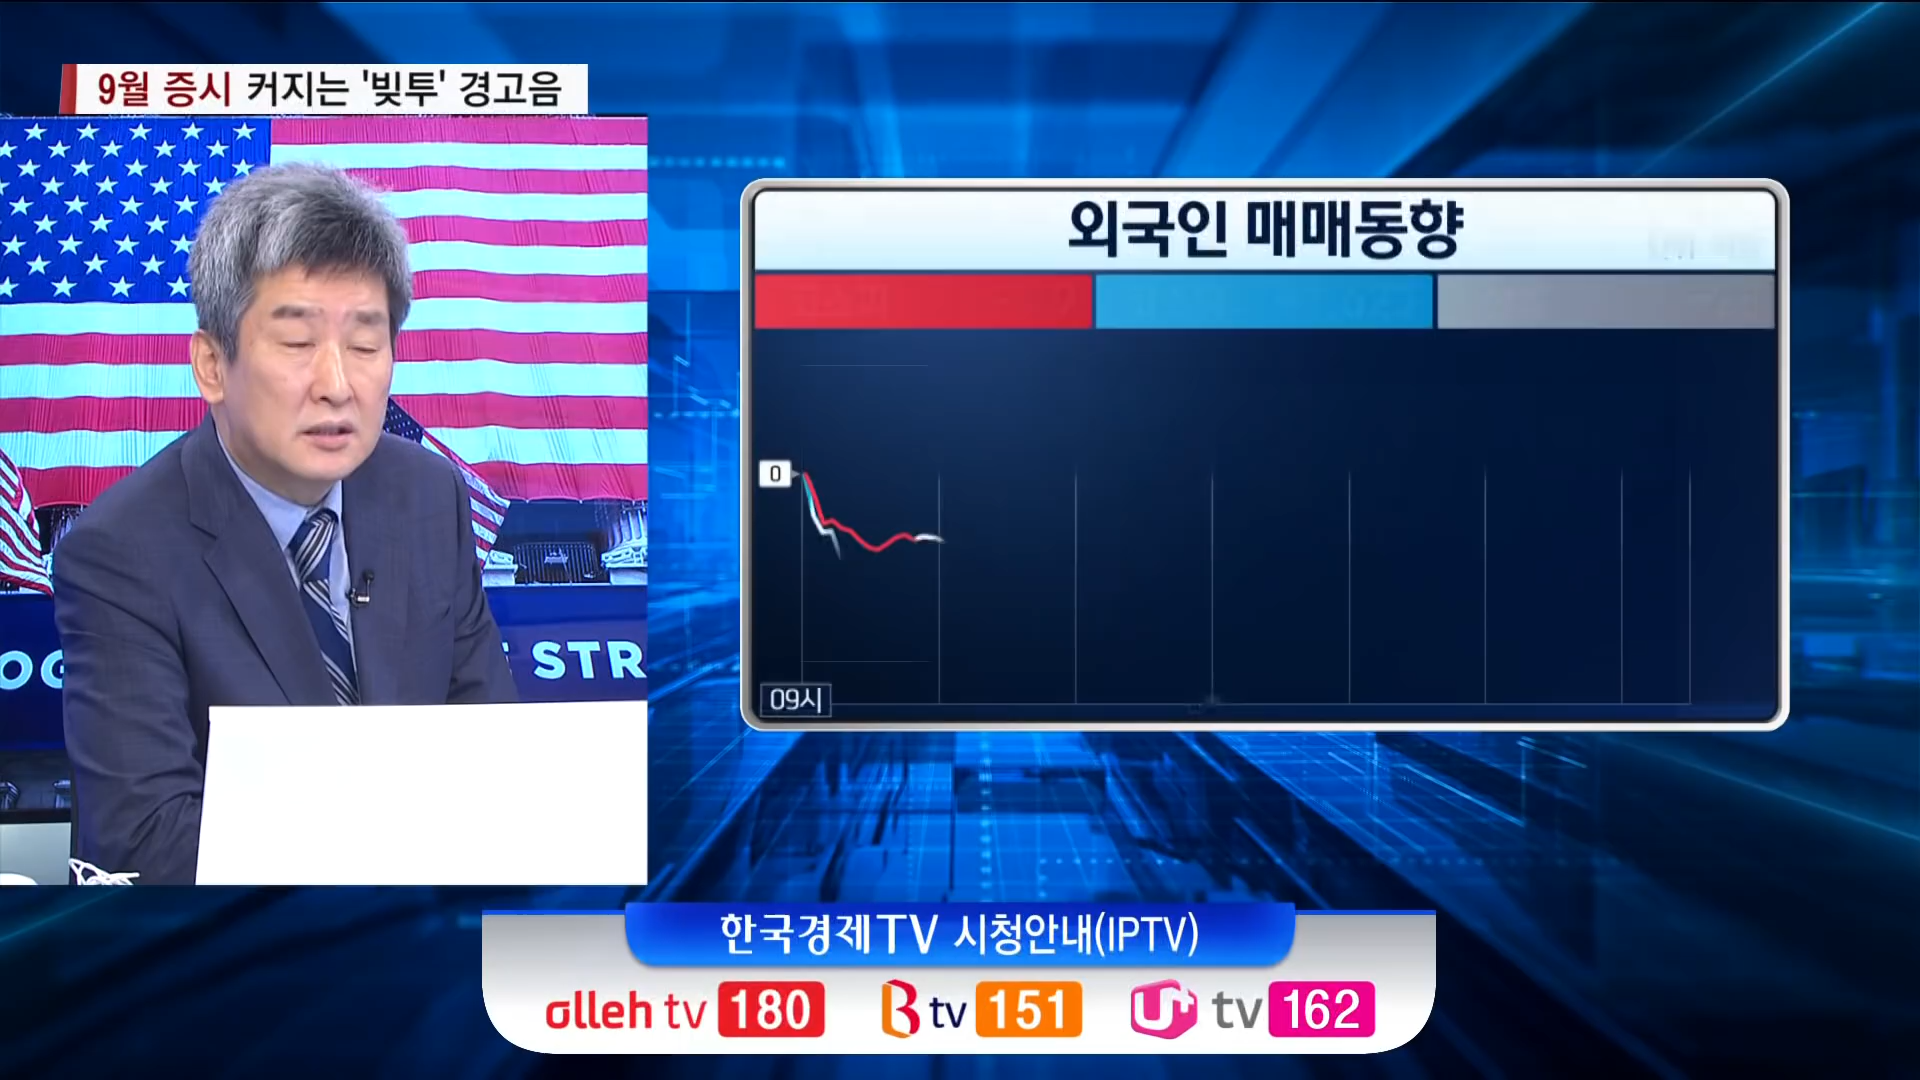 9월 증시 커지는 '빚투' 경고음
외국인 매매동향
0
09시
OG STR
한국경제TV 시청안내(IPTV)
olleh tv 180
B tv 151
U+ tv 162